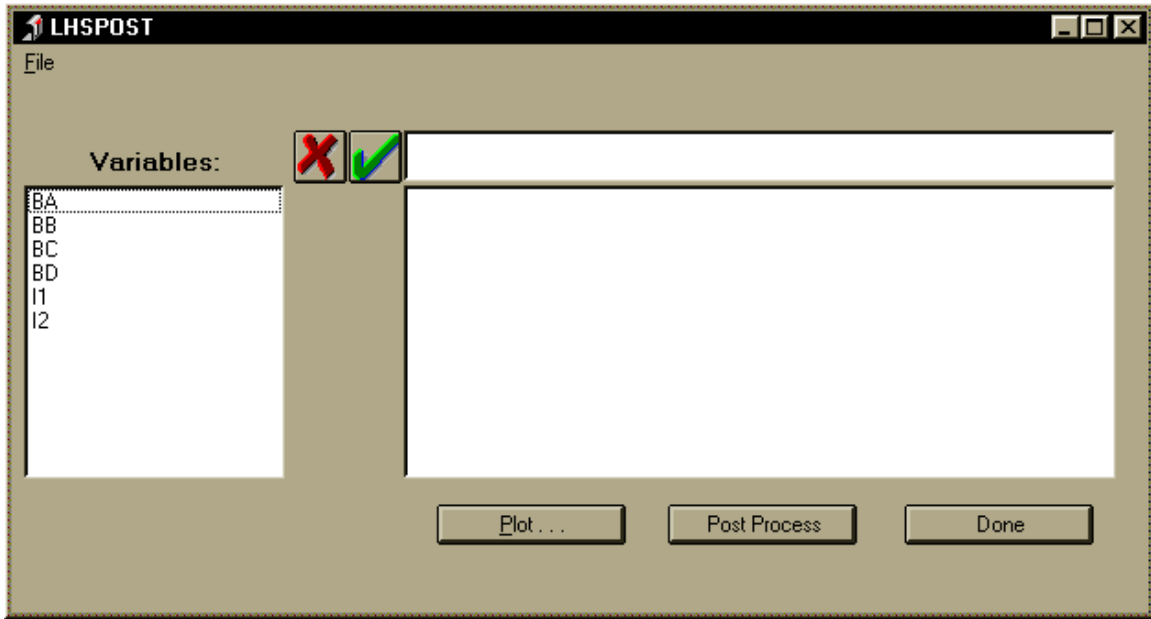 LHSPOST
File
Variables:
BA
BB
BC
BD
I1
I2
Plot . . .
Post Process
Done